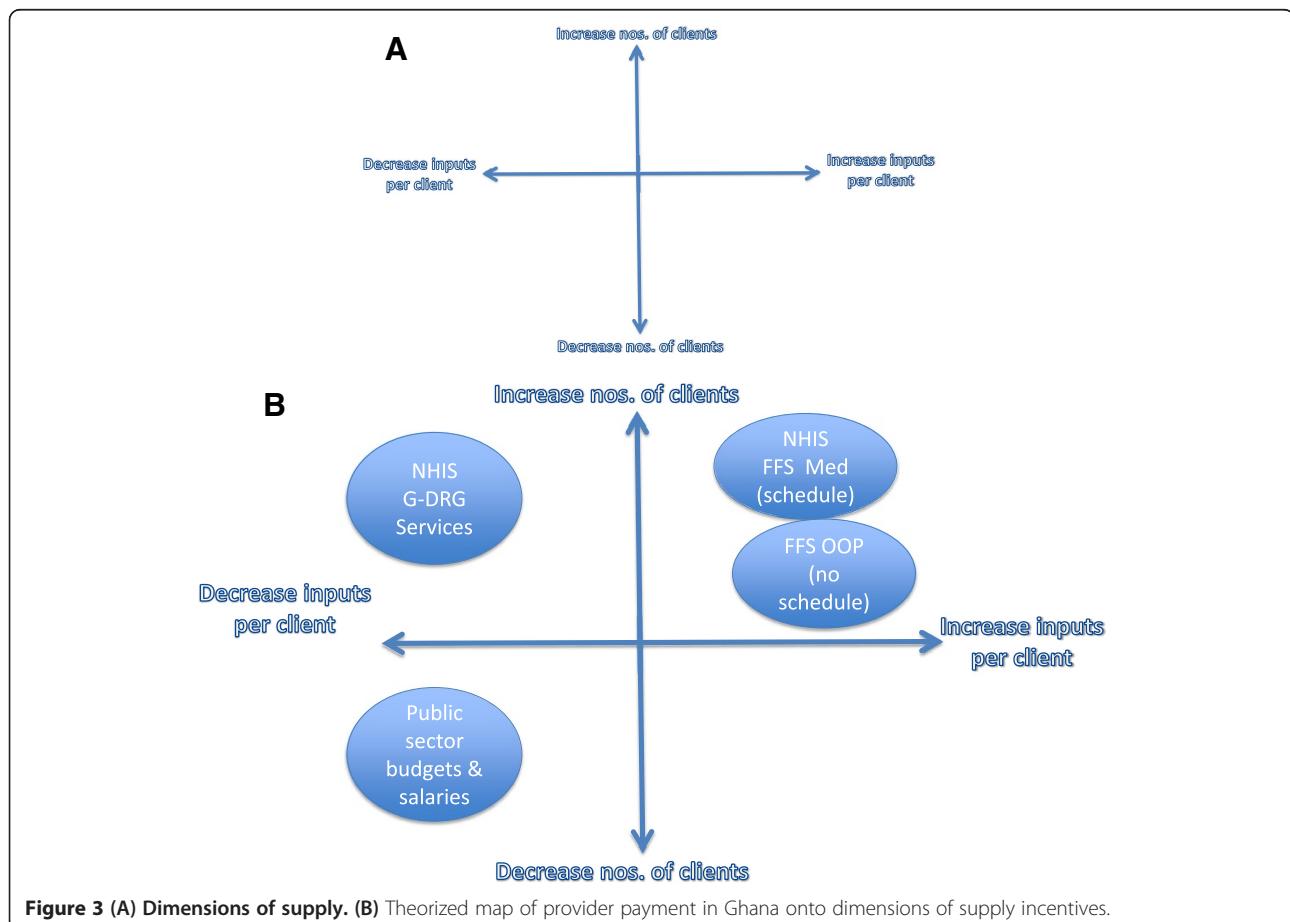 A
Increase nos. of clients
Decrease inputs
per client
Increase inputs
per client
Decrease nos. of clients
B
Increase nos. of clients
NHIS
G-DRG
Services
NHIS
FFS Med
(schedule)
FFS OOP
(no
schedule)
Decrease inputs
per client
Increase inputs
per client
Public
sector
budgets &
salaries
Decrease nos. of clients
Figure 3 (A) Dimensions of supply. (B) Theorized map of provider payment in Ghana onto dimensions of supply incentives.